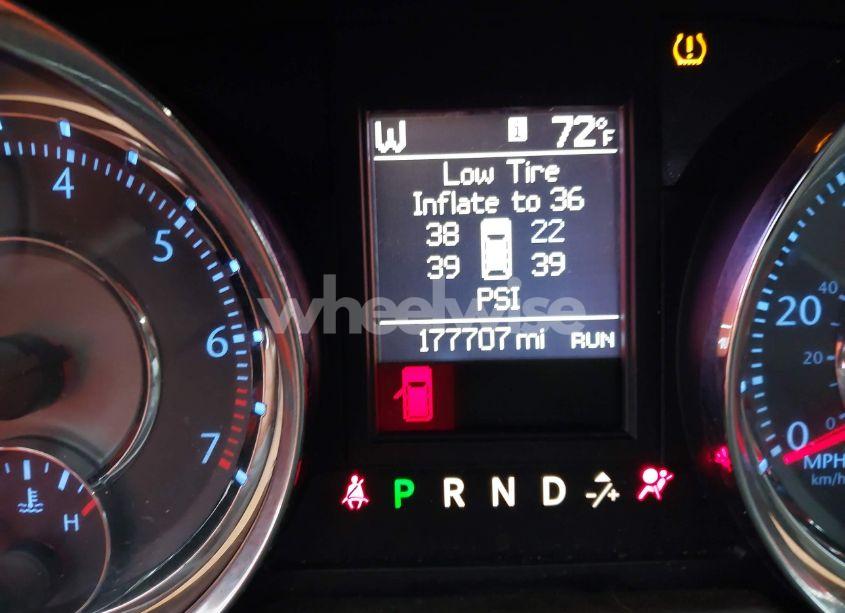 W i 72°F
Low Tire
Inflate to 36
38 22
39 39
PSI
177707 mi RUN
4
5
6
7
H
P R N D -/+
40
20
20
0
0
MPH
km/h
wheelwise